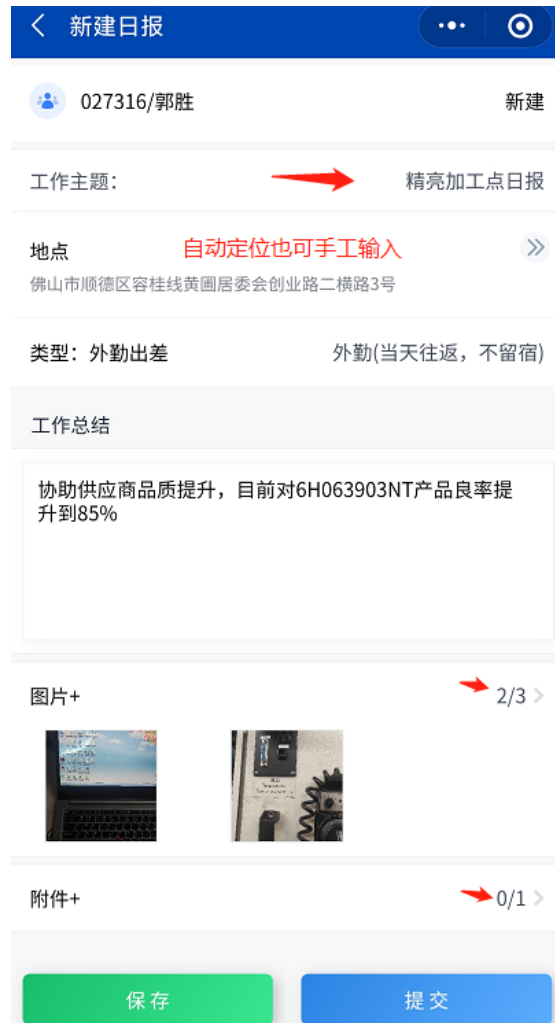 新建日报
027316/郭胜 新建
工作主题： 精亮加工点日报
地点 自动定位也可手工输入
佛山市顺德区容桂线黄圃居委会创业路二横路3号
类型：外勤出差 外勤(当天往返，不留宿)
工作总结
协助供应商品质提升，目前对6H063903NT产品良率提
升到85%
图片+ 2/3
附件+ 0/1
保存 提交